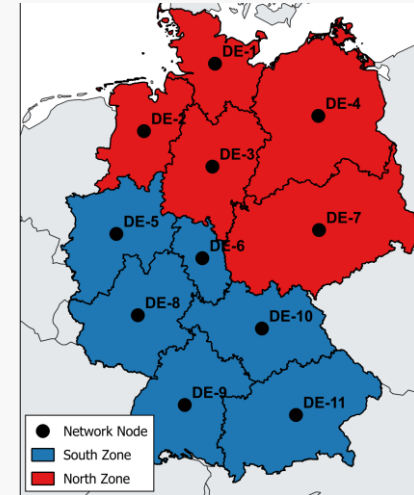 DE-1
DE-2
DE-4
DE-3
DE-5
DE-7
DE-6
DE-8
DE-10
DE-9
DE-11
Network Node
South Zone
North Zone